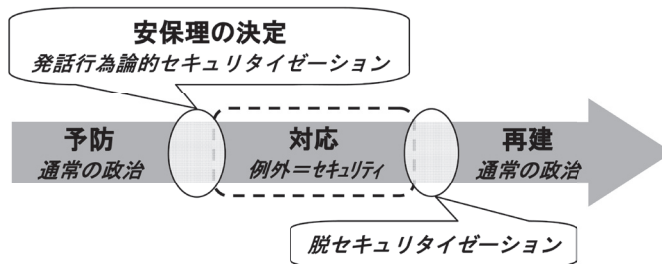 安保理の決定
発話行為論的セキュリタイゼーション
予防
通常の政治
対応
例外＝セキュリティ
再建
通常の政治
脱セキュリタイゼーション